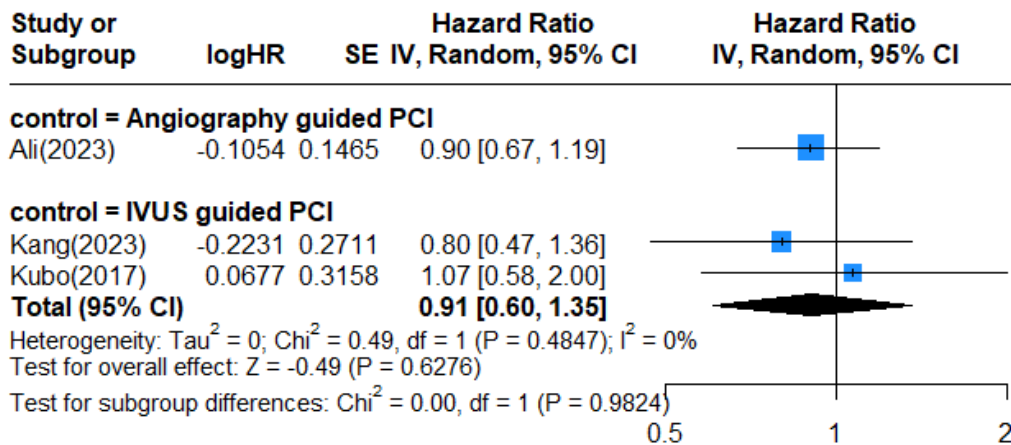 Study or Hazard Ratio Hazard Ratio
Subgroup logHR SE IV, Random, 95% CI IV, Random, 95% CI
control = Angiography guided PCI
Ali(2023) -0.1054 0.1465 0.90 [0.67, 1.19]
control = IVUS guided PCI
Kang(2023) -0.2231 0.2711 0.80 [0.47, 1.36]
Kubo(2017) 0.0677 0.3158 1.07 [0.58, 2.00]
Total (95% CI) 0.91 [0.60, 1.35]
Heterogeneity: Tau² = 0; Chi² = 0.49, df = 1 (P = 0.4847); I² = 0%
Test for overall effect: Z = -0.49 (P = 0.6276)
Test for subgroup differences: Chi² = 0.00, df = 1 (P = 0.9824)
0.5 1 2